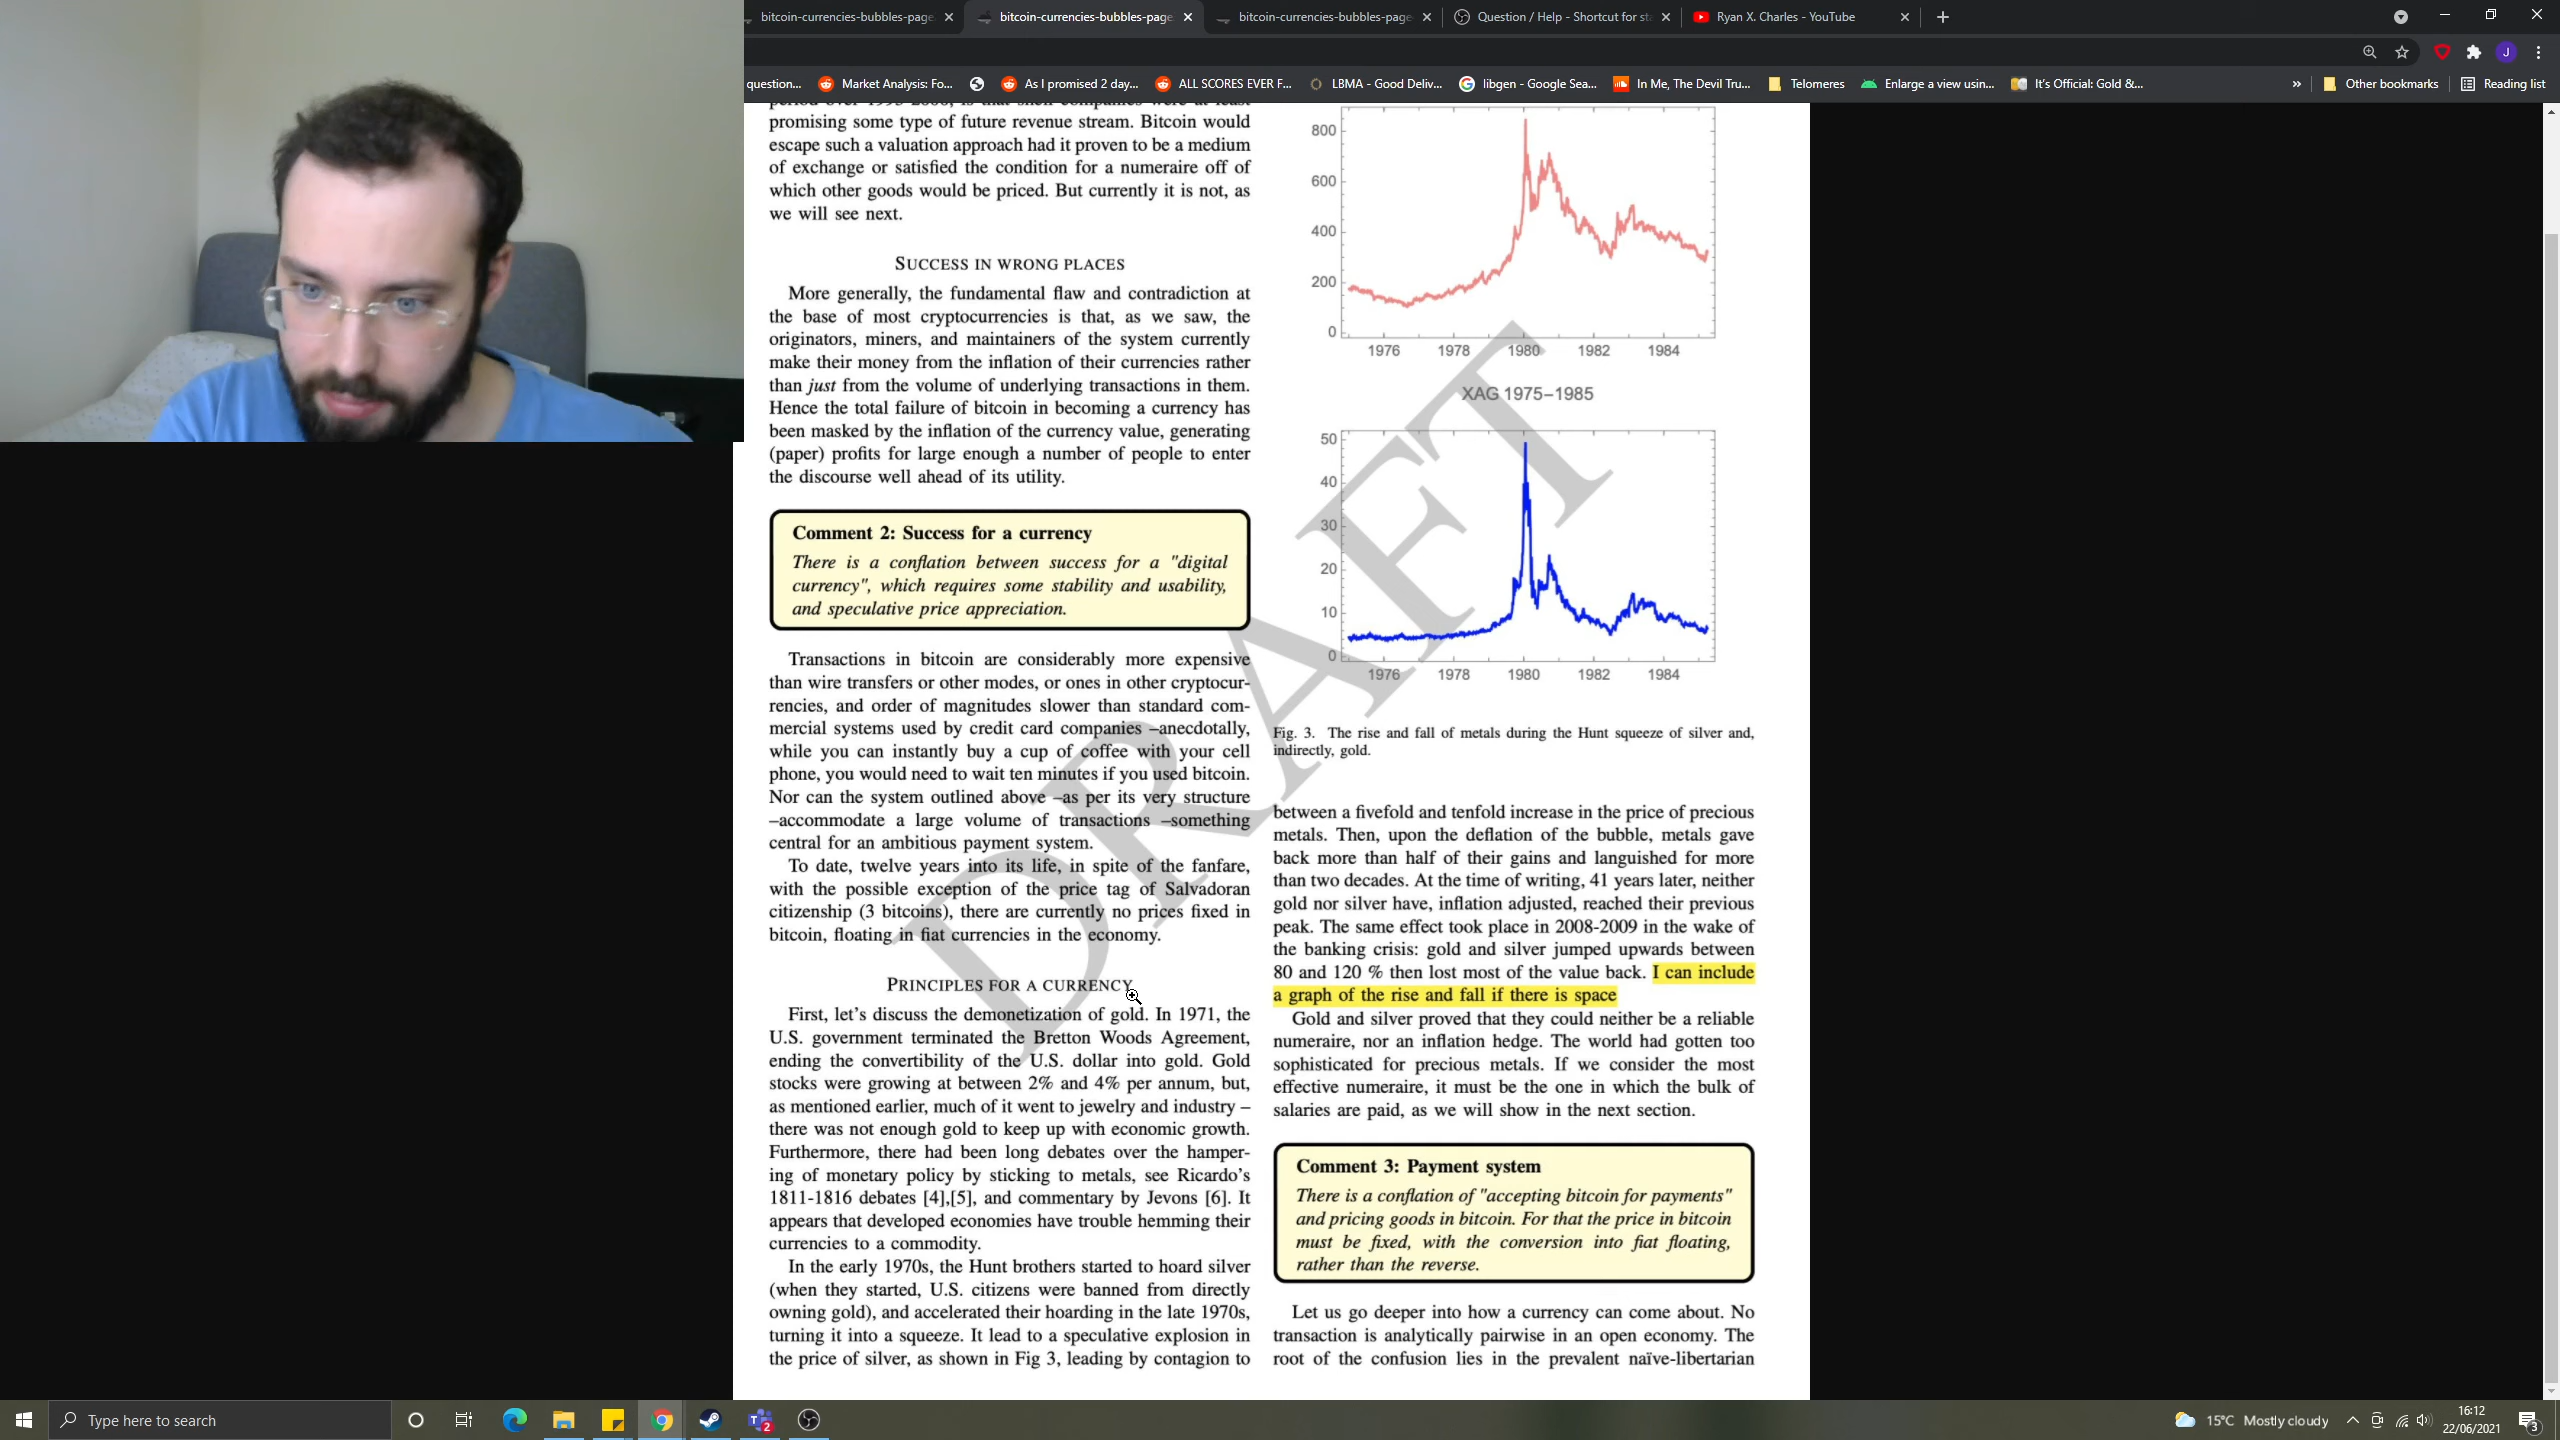 bitcoin-currencies-bubbles-page
bitcoin-currencies-bubbles-page
bitcoin-currencies-bubbles-page
Question / Help - Shortcut for sta
Ryan X. Charles - YouTube
J
question...
Market Analysis: Fo...
As I promised 2 day...
ALL SCORES EVER F...
LBMA - Good Deliv...
libgen - Google Sea...
In Me, The Devil Tru...
Telomeres
Enlarge a view usin...
It's Official: Gold &...
»
Other bookmarks
Reading list
promising some type of future revenue stream. Bitcoin would
escape such a valuation approach had it proven to be a medium
of exchange or satisfied the condition for a numeraire off of
which other goods would be priced. But currently it is not, as
we will see next.
SUCCESS IN WRONG PLACES
More generally, the fundamental flaw and contradiction at
the base of most cryptocurrencies is that, as we saw, the
originators, miners, and maintainers of the system currently
make their money from the inflation of their currencies rather
than just from the volume of underlying transactions in them.
Hence the total failure of bitcoin in becoming a currency has
been masked by the inflation of the currency value, generating
(paper) profits for large enough a number of people to enter
the discourse well ahead of its utility.
Comment 2: Success for a currency
There is a conflation between success for a "digital
currency", which requires some stability and usability,
and speculative price appreciation.
Transactions in bitcoin are considerably more expensive
than wire transfers or other modes, or ones in other cryptocur-
rencies, and order of magnitudes slower than standard com-
mercial systems used by credit card companies –anecdotally,
while you can instantly buy a cup of coffee with your cell
phone, you would need to wait ten minutes if you used bitcoin.
Nor can the system outlined above –as per its very structure
–accommodate a large volume of transactions –something
central for an ambitious payment system.
To date, twelve years into its life, in spite of the fanfare,
with the possible exception of the price tag of Salvadoran
citizenship (3 bitcoins), there are currently no prices fixed in
bitcoin, floating in fiat currencies in the economy.
PRINCIPLES FOR A CURRENCY
First, let's discuss the demonetization of gold. In 1971, the
U.S. government terminated the Bretton Woods Agreement,
ending the convertibility of the U.S. dollar into gold. Gold
stocks were growing at between 2% and 4% per annum, but,
as mentioned earlier, much of it went to jewelry and industry –
there was not enough gold to keep up with economic growth.
Furthermore, there had been long debates over the hamper-
ing of monetary policy by sticking to metals, see Ricardo's
1811-1816 debates [4],[5], and commentary by Jevons [6]. It
appears that developed economies have trouble hemming their
currencies to a commodity.
In the early 1970s, the Hunt brothers started to hoard silver
(when they started, U.S. citizens were banned from directly
owning gold), and accelerated their hoarding in the late 1970s,
turning it into a squeeze. It lead to a speculative explosion in
the price of silver, as shown in Fig 3, leading by contagion to
800
600
400
200
0
1976 1978 1980 1982 1984
XAG 1975–1985
50
40
30
20
10
0
1976 1978 1980 1982 1984
Fig. 3. The rise and fall of metals during the Hunt squeeze of silver and,
indirectly, gold.
between a fivefold and tenfold increase in the price of precious
metals. Then, upon the deflation of the bubble, metals gave
back more than half of their gains and languished for more
than two decades. At the time of writing, 41 years later, neither
gold nor silver have, inflation adjusted, reached their previous
peak. The same effect took place in 2008-2009 in the wake of
the banking crisis: gold and silver jumped upwards between
80 and 120 % then lost most of the value back. I can include
a graph of the rise and fall if there is space
Gold and silver proved that they could neither be a reliable
numeraire, nor an inflation hedge. The world had gotten too
sophisticated for precious metals. If we consider the most
effective numeraire, it must be the one in which the bulk of
salaries are paid, as we will show in the next section.
Comment 3: Payment system
There is a conflation of "accepting bitcoin for payments"
and pricing goods in bitcoin. For that the price in bitcoin
must be fixed, with the conversion into fiat floating,
rather than the reverse.
Let us go deeper into how a currency can come about. No
transaction is analytically pairwise in an open economy. The
root of the confusion lies in the prevalent naïve-libertarian
DRAFT
Type here to search
2
15°C Mostly cloudy
16:12
22/06/2021
3